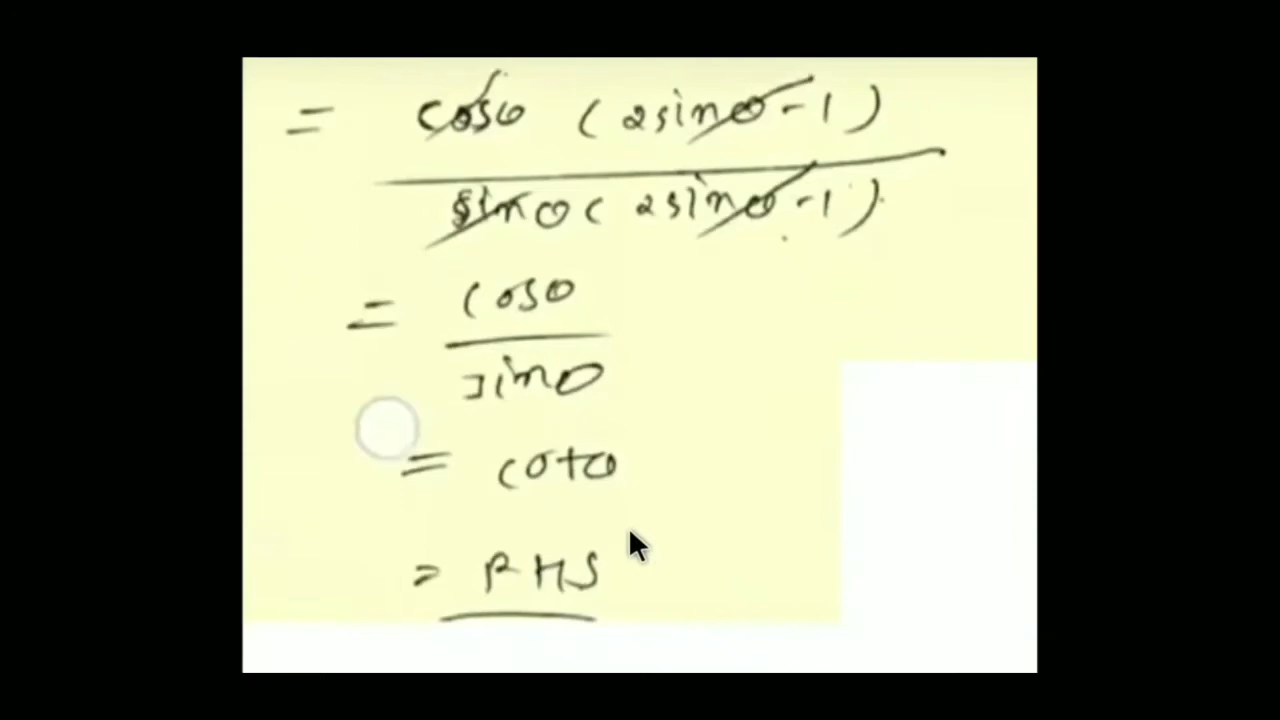 = cosθ (2sinθ-1)
sinθ (2sinθ-1)
= cosθ
sinθ
= cotθ
= RHS